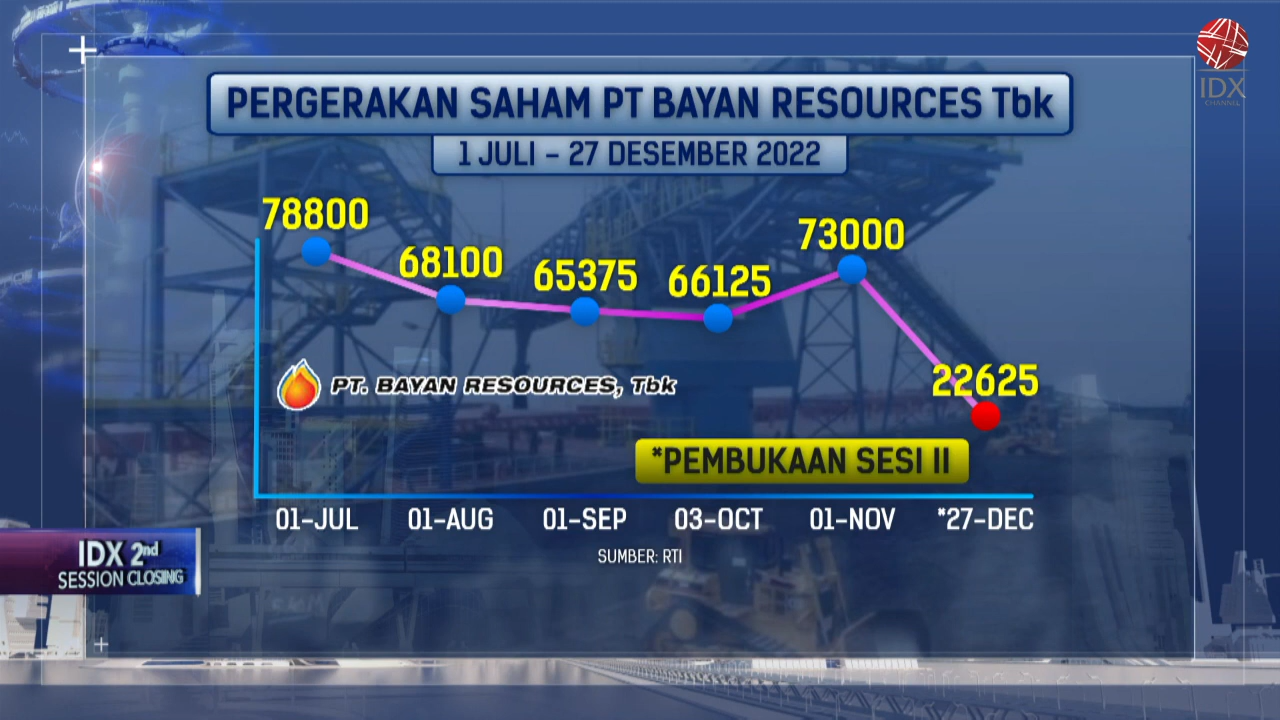 IDX
CHANNEL
PERGERAKAN SAHAM PT BAYAN RESOURCES Tbk
1 JULI – 27 DESEMBER 2022
78800
68100
65375
66125
73000
22625
PT. BAYAN RESOURCES, Tbk
*PEMBUKAAN SESI II
01-JUL 01-AUG 01-SEP 03-OCT 01-NOV *27-DEC
SUMBER: RTI
IDX 2nd
SESSION CLOSING